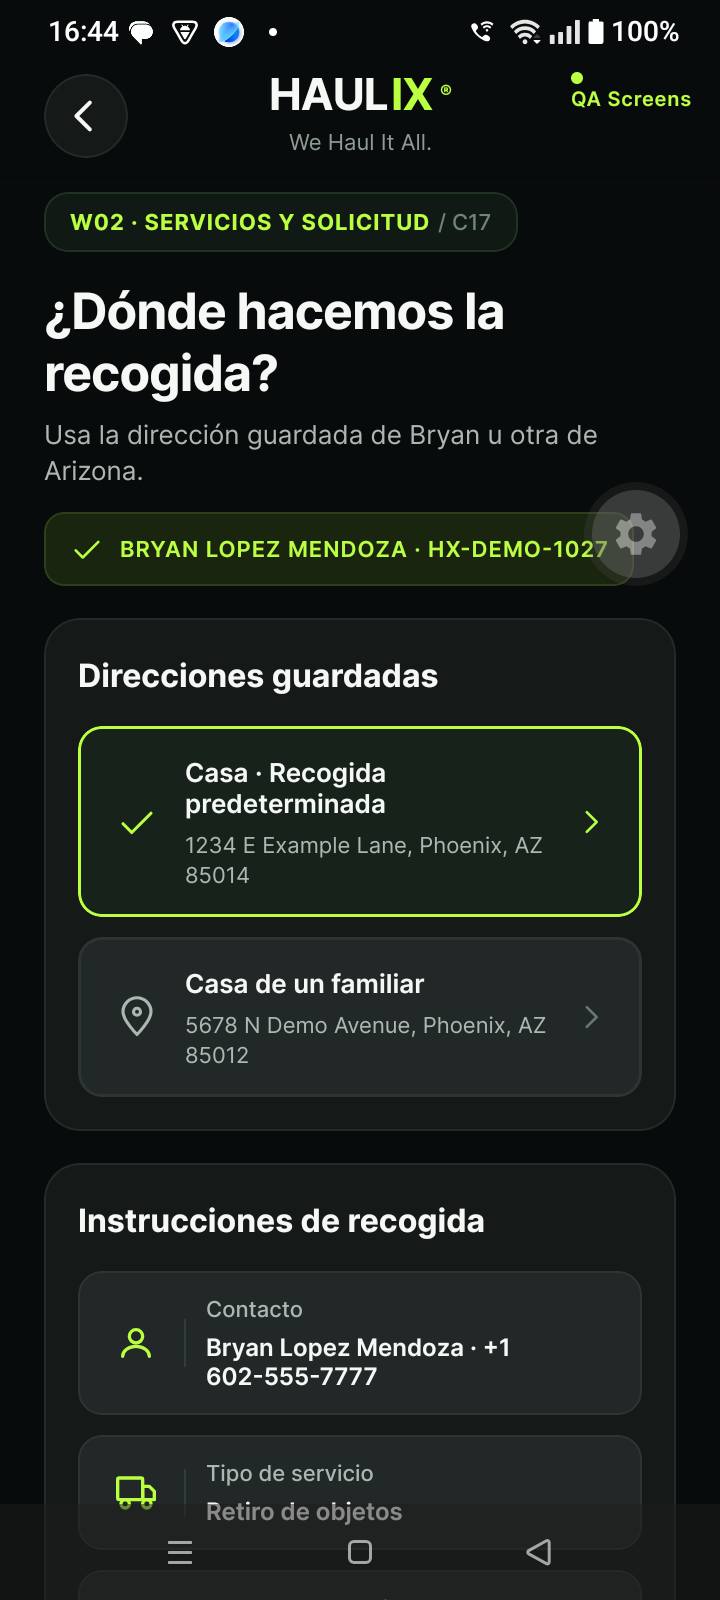 16:44
100%
HAULIX ®
We Haul It All.
QA Screens
W02 · SERVICIOS Y SOLICITUD / C17
¿Dónde hacemos la
recogida?
Usa la dirección guardada de Bryan u otra de
Arizona.
BRYAN LOPEZ MENDOZA · HX-DEMO-1027
Direcciones guardadas
Casa · Recogida
predeterminada
1234 E Example Lane, Phoenix, AZ
85014
Casa de un familiar
5678 N Demo Avenue, Phoenix, AZ
85012
Instrucciones de recogida
Contacto
Bryan Lopez Mendoza · +1
602-555-7777
Tipo de servicio
Retiro de objetos